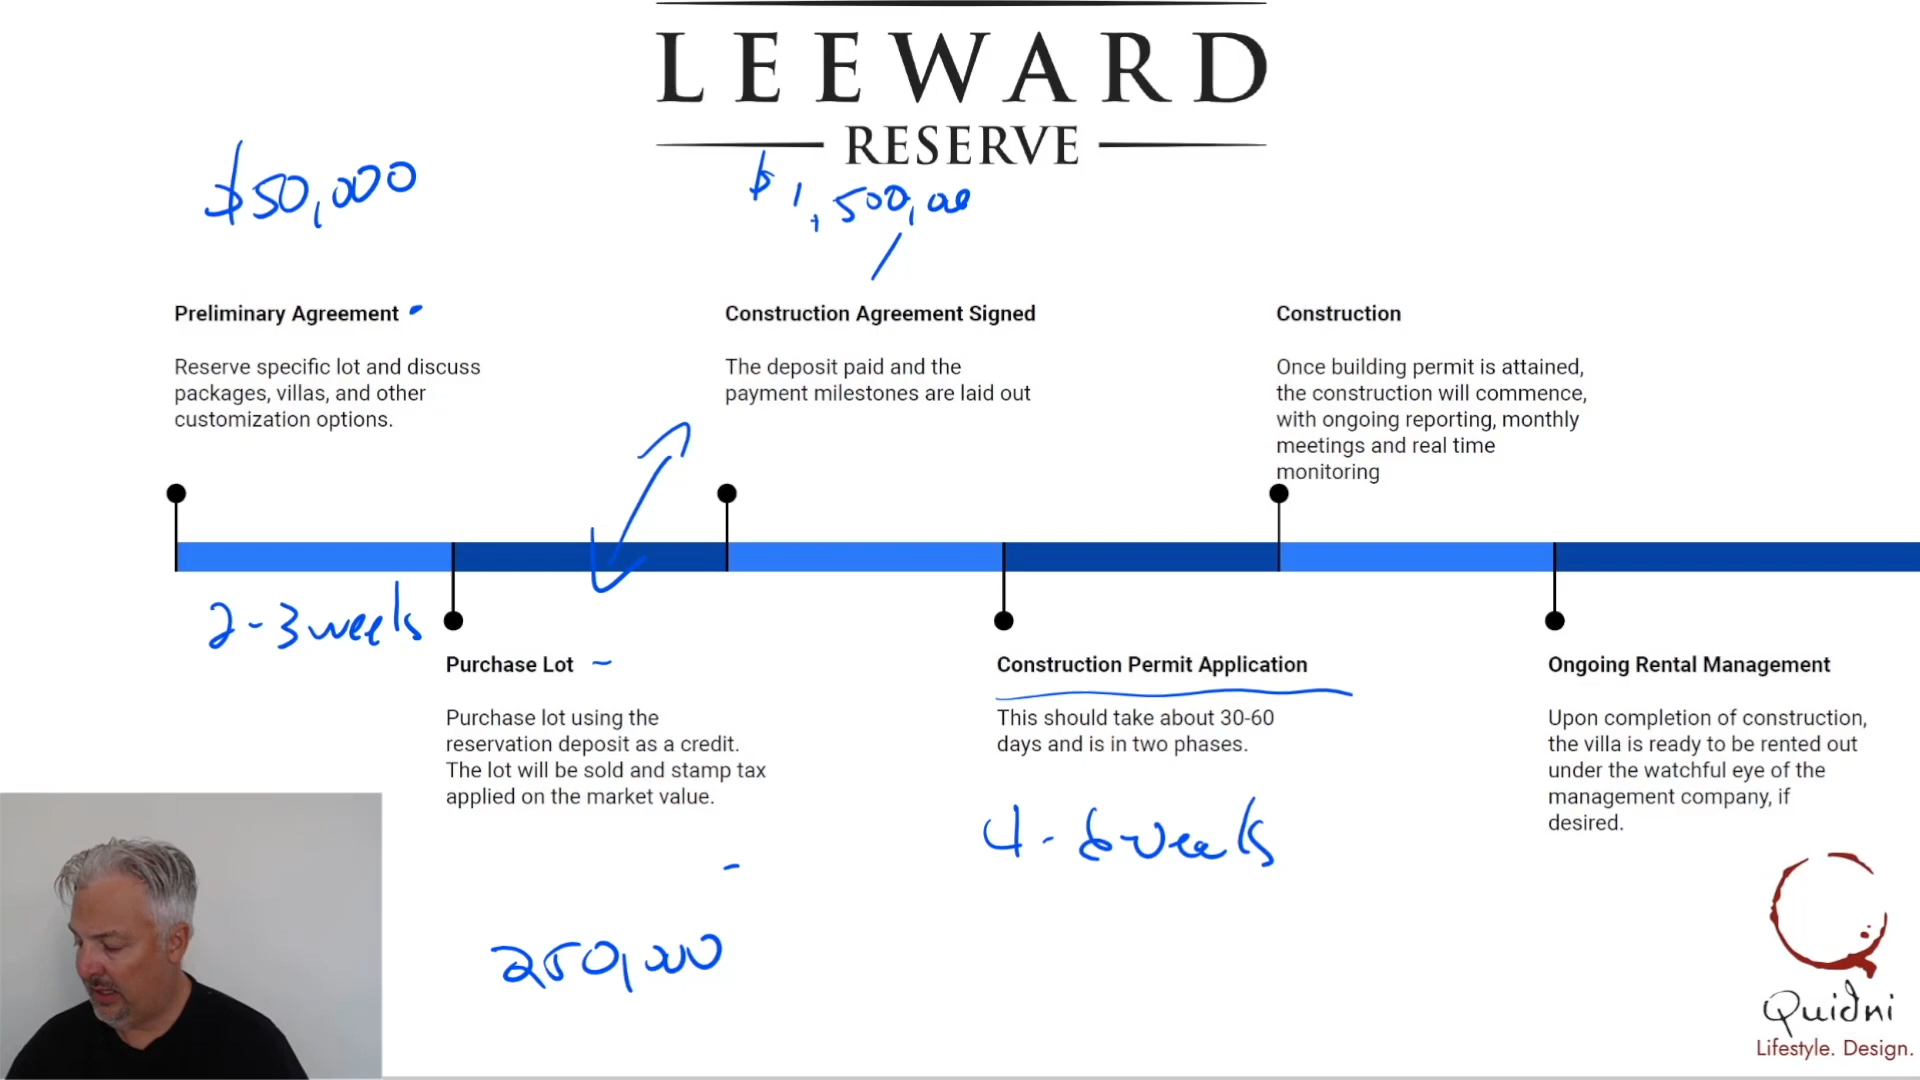 LEEWARD
RESERVE
$50,000
$1,500,00
Preliminary Agreement
Reserve specific lot and discuss
packages, villas, and other
customization options.
Construction Agreement Signed
The deposit paid and the
payment milestones are laid out
Construction
Once building permit is attained,
the construction will commence,
with ongoing reporting, monthly
meetings and real time
monitoring
2-3 weeks
Purchase Lot
Purchase lot using the
reservation deposit as a credit.
The lot will be sold and stamp tax
applied on the market value.
250,000
Construction Permit Application
This should take about 30-60
days and is in two phases.
4-6 weeks
Ongoing Rental Management
Upon completion of construction,
the villa is ready to be rented out
under the watchful eye of the
management company, if
desired.
Quidni
Lifestyle. Design.